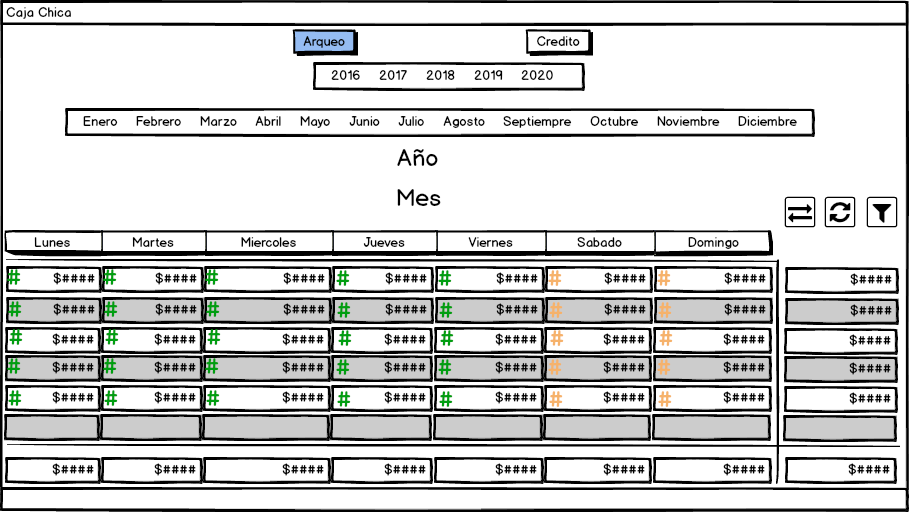 Caja Chica
Arqueo Credito
2016 2017 2018 2019 2020
Enero Febrero Marzo Abril Mayo Junio Julio Agosto Septiempre Octubre Noviembre Diciembre
Año
Mes
Lunes Martes Miercoles Jueves Viernes Sabado Domingo
# $#### # $#### # $#### # $#### # $#### # $#### # $#### $####
# $#### # $#### # $#### # $#### # $#### # $#### # $#### $####
# $#### # $#### # $#### # $#### # $#### # $#### # $#### $####
# $#### # $#### # $#### # $#### # $#### # $#### # $#### $####
# $#### # $#### # $#### # $#### # $#### # $#### # $#### $####
$#### $#### $#### $#### $#### $#### $#### $####